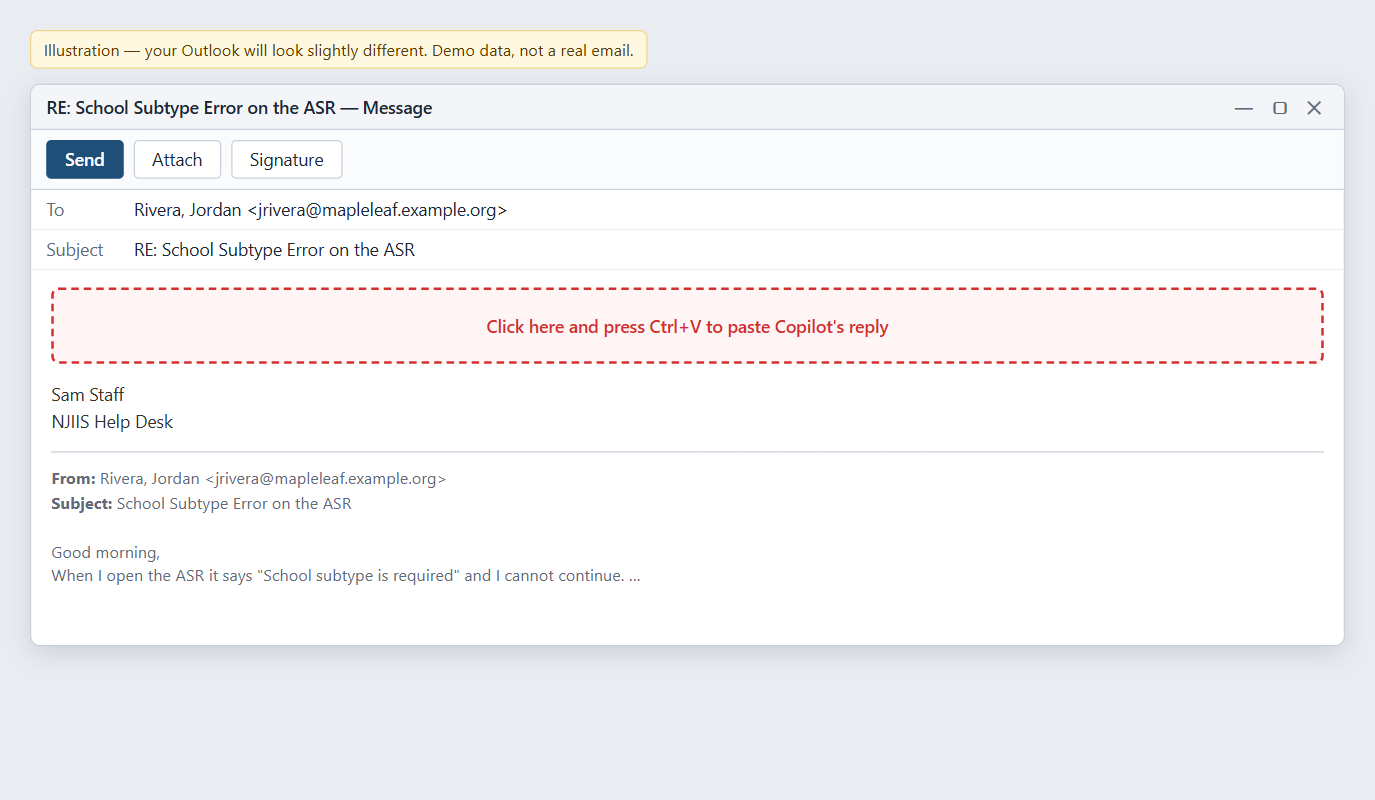 Illustration — your Outlook will look slightly different. Demo data, not a real email.
RE: School Subtype Error on the ASR — Message
Send Attach Signature
To Rivera, Jordan <jrivera@mapleleaf.example.org>
Subject RE: School Subtype Error on the ASR
Click here and press Ctrl+V to paste Copilot's reply
Sam Staff
NJIIS Help Desk
From: Rivera, Jordan <jrivera@mapleleaf.example.org>
Subject: School Subtype Error on the ASR
Good morning,
When I open the ASR it says "School subtype is required" and I cannot continue. ...